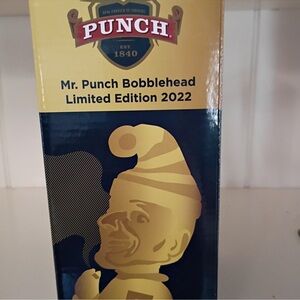 PUNCH
EST
1840
Mr. Punch Bobblehead
Limited Edition 2022